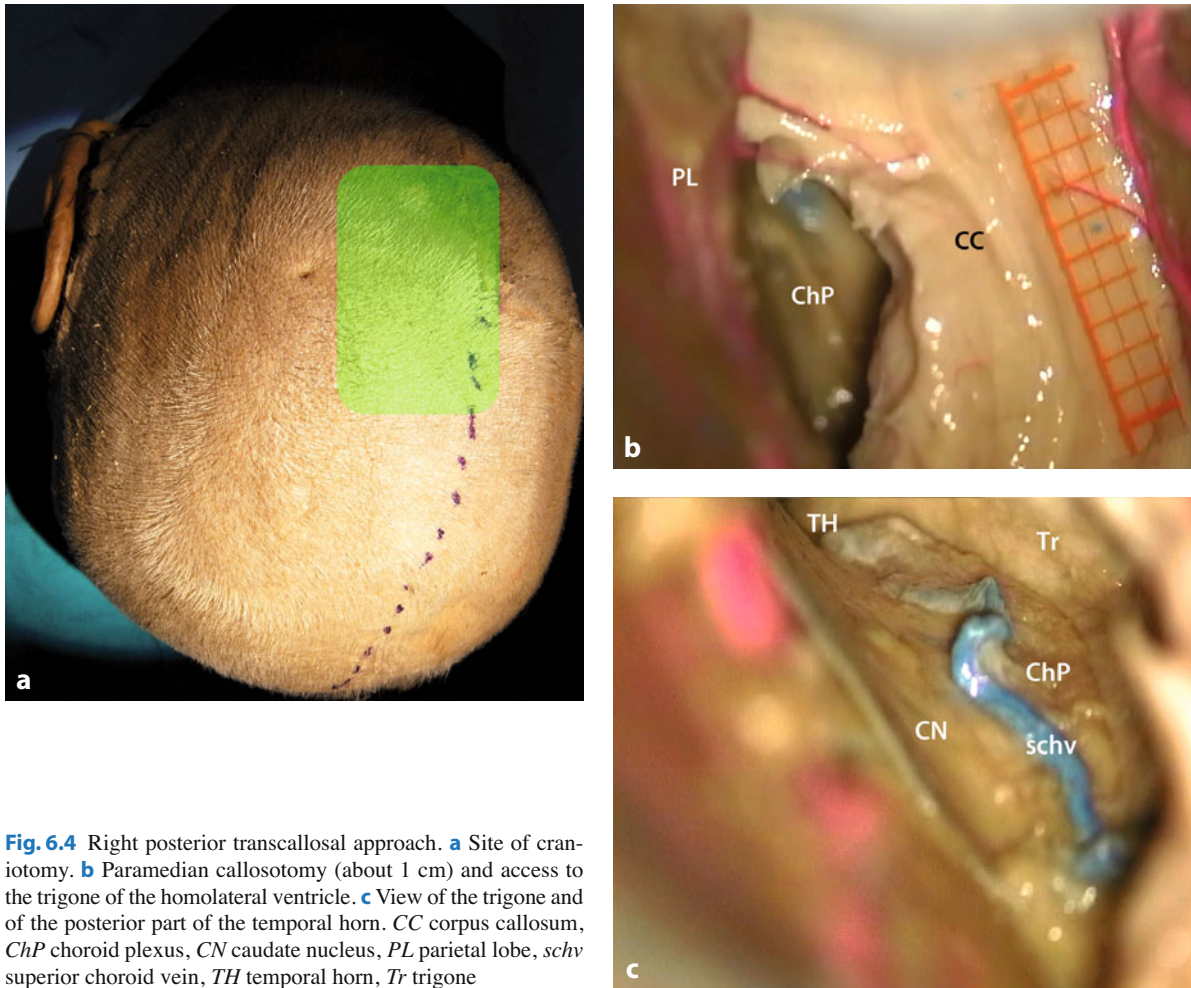 a
PL
CC
ChP
b
TH
Tr
ChP
CN
schv
c
Fig. 6.4 Right posterior transcallosal approach. a Site of cran-
iotomy. b Paramedian callosotomy (about 1 cm) and access to
the trigone of the homolateral ventricle. c View of the trigone and
of the posterior part of the temporal horn. CC corpus callosum,
ChP choroid plexus, CN caudate nucleus, PL parietal lobe, schv
superior choroid vein, TH temporal horn, Tr trigone